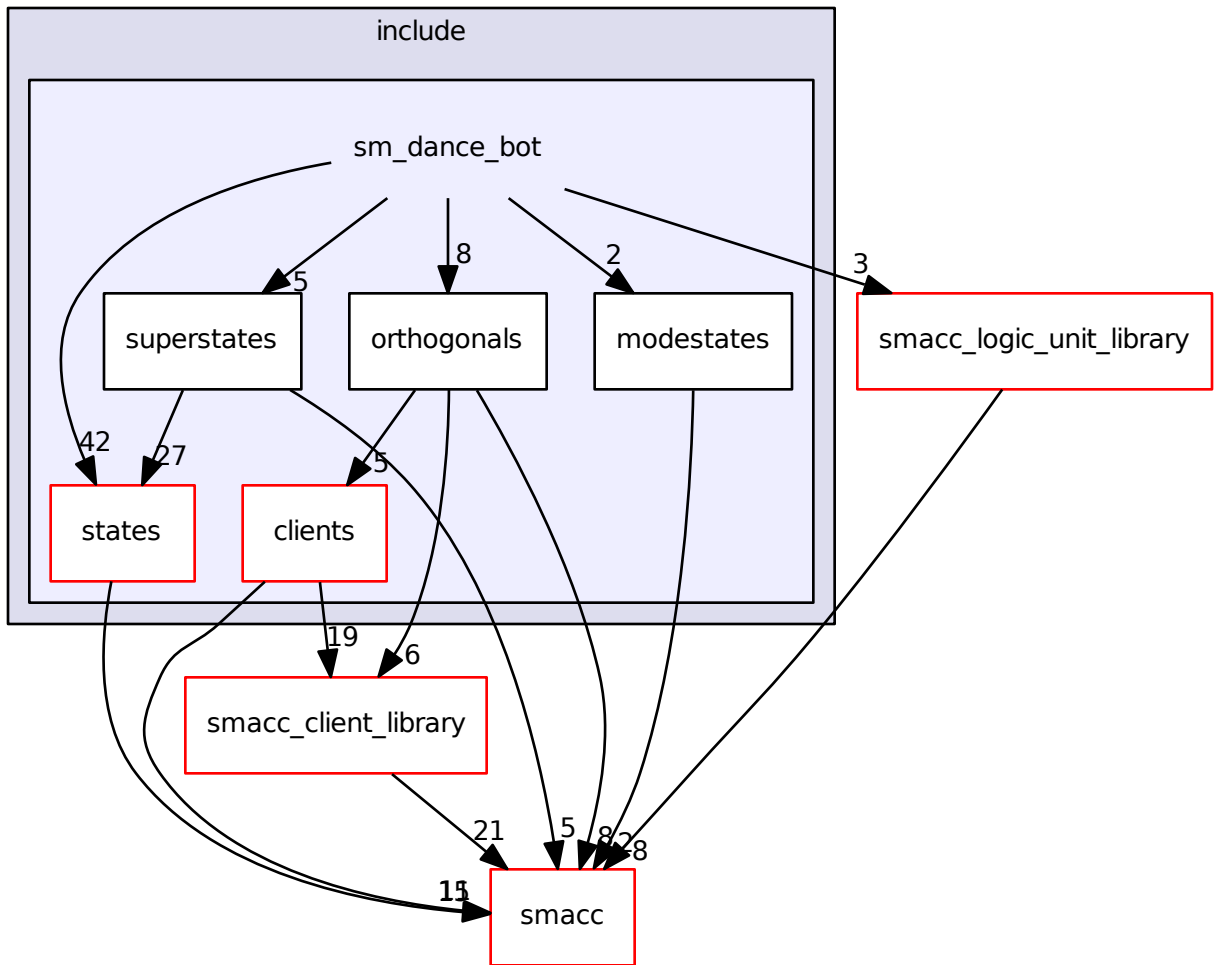 include
sm_dance_bot
8
2
3
5
superstates
orthogonals
modestates
smacc_logic_unit_library
42
27
5
states
clients
19
6
smacc_client_library
21
5
8
2
8
smacc